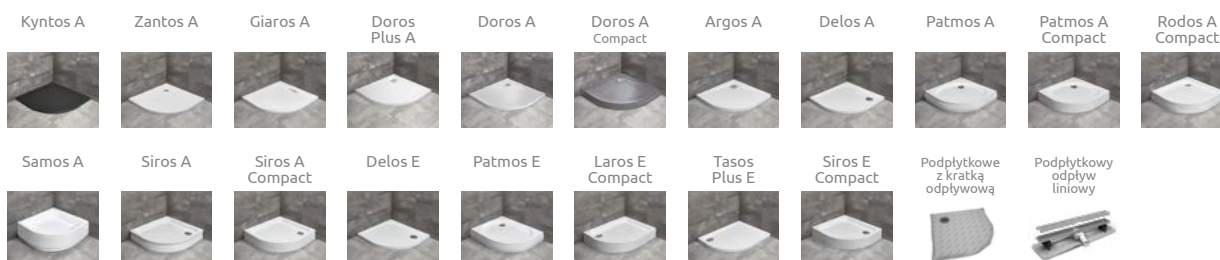 Kyntos A
Zantos A
Giaros A
Doros
Plus A
Doros A
Doros A
Compact
Argos A
Delos A
Patmos A
Patmos A
Compact
Rodos A
Compact
Samos A
Siros A
Siros A
Compact
Delos E
Patmos E
Laros E
Compact
Tasos
Plus E
Siros E
Compact
Podpłytkowe
z kratką
odpływową
Podpłytkowy
odpływ
liniowy